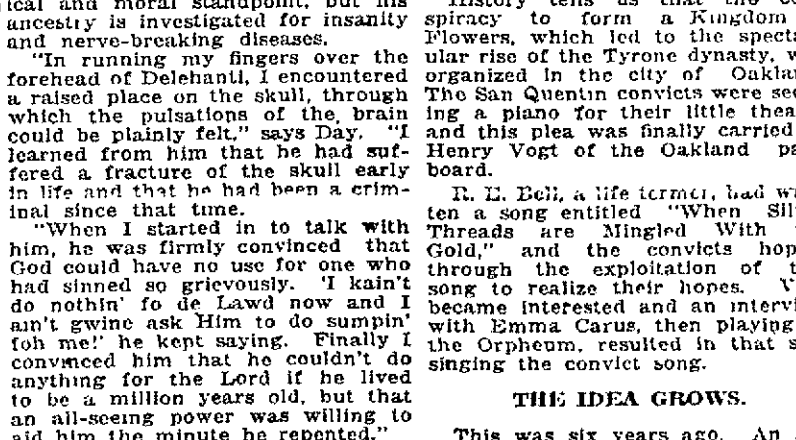 ical and moral standpoint, but his
ancestry is investigated for insanity
and nerve-breaking diseases.
"In running my fingers over the
forehead of Delehanti, I encountered
a raised place on the skull, through
which the pulsations of the brain
could be plainly felt," says Day. "I
learned from him that he had suf-
fered a fracture of the skull early
in life and that he had been a crim-
inal since that time.
"When I started in to talk with
him, he was firmly convinced that
God could have no use for one who
had sinned so grievously. 'I kain't
do nothin' fo de Lawd now and I
ain't gwine ask Him to do sumpin'
foh me!' he kept saying. Finally I
convinced him that he couldn't do
anything for the Lord if he lived
to be a million years old, but that
an all-seeing power was willing to
aid him the minute he repented."
History tells us that the
spiracy to form a Kingdom
Flowers, which led to the spect
ular rise of the Tyrone dynasty, w
organized in the city of Oakla
The San Quentin convicts were see
ing a piano for their little thea
and this plea was finally carried
Henry Vogt of the Oakland pa
board.
R. E. Bell, a life termer, had w
ten a song entitled "When Sil
Threads are Mingled With
Gold," and the convicts hop
through the exploitation of t
song to realize their hopes. V
became interested and an intervi
with Emma Carus, then playing
the Orpheum, resulted in that s
singing the convict song.
THE IDEA GROWS.
This was six years ago. An